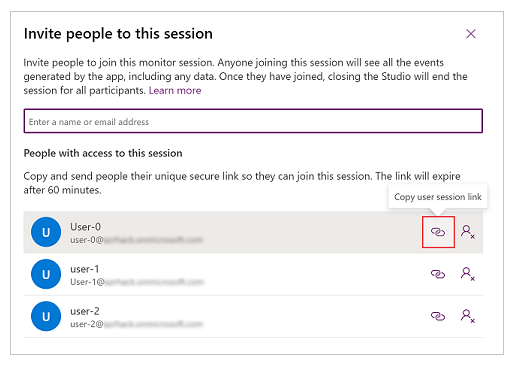 Invite people to this session
Invite people to join this monitor session. Anyone joining this session will see all the events
generated by the app, including any data. Once they have joined, closing the Studio will end the
session for all participants. Learn more
Enter a name or email address
People with access to this session
Copy and send people their unique secure link so they can join this session. The link will expire
after 60 minutes.
Copy user session link
U
User-0
user-0@
U
user-1
User-1@
U
user-2
user-2@